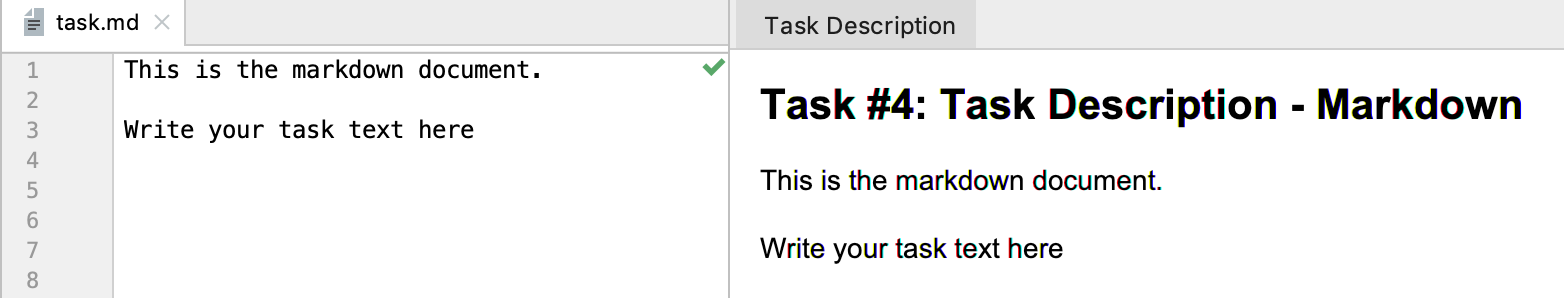 task.md
1 This is the markdown document.
2
3 Write your task text here
4
5
6
7
8
Task Description
Task #4: Task Description - Markdown
This is the markdown document.
Write your task text here